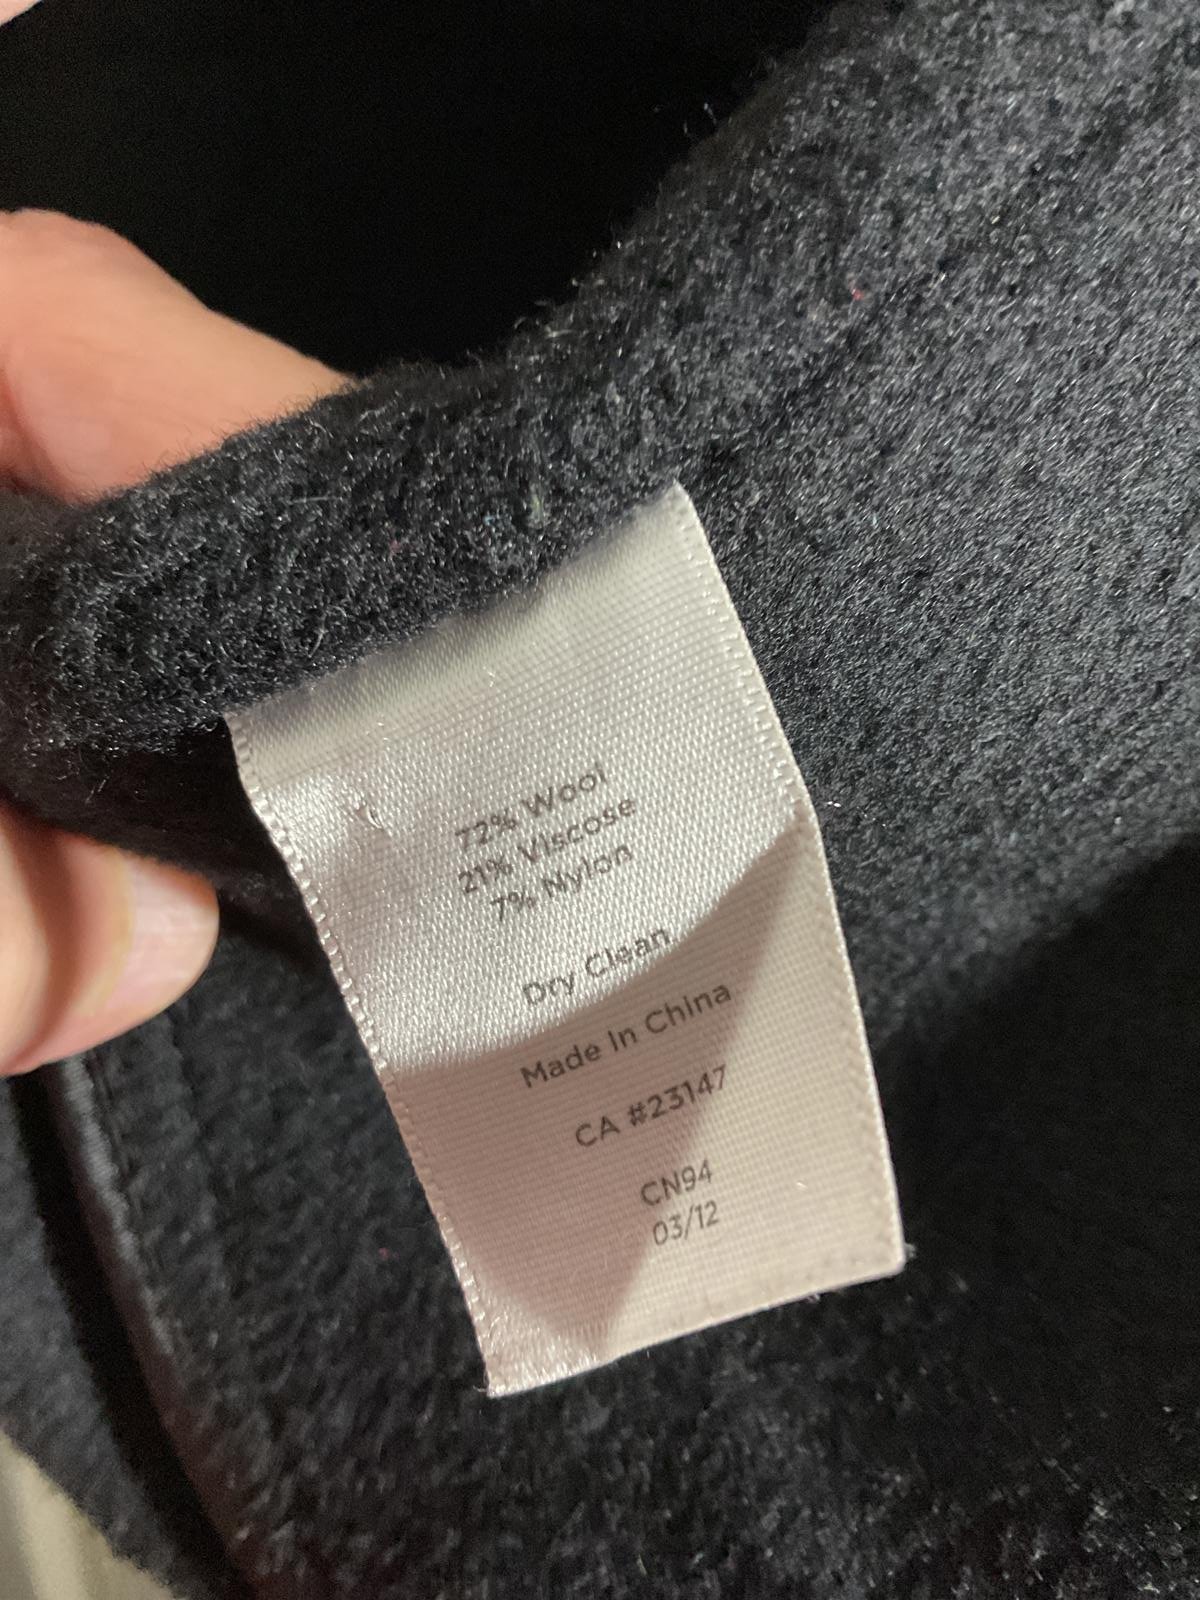 72% Wool
21% Viscose
7% Nylon
Dry Clean
Made In China
CA #23147
CN94
03/12